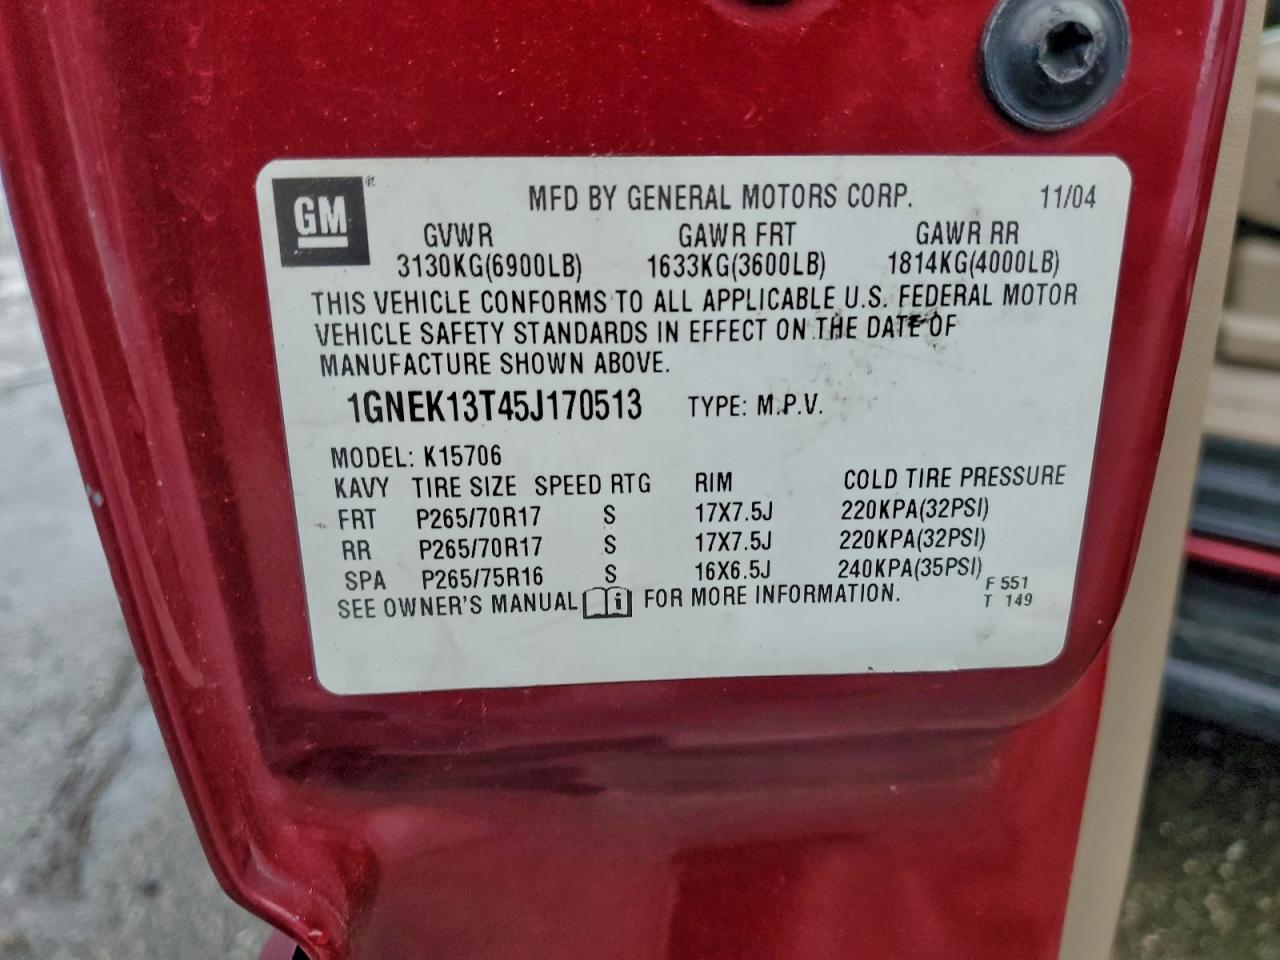 GM® MFD BY GENERAL MOTORS CORP. 11/04
GVWR GAWR FRT GAWR RR
3130KG(6900LB) 1633KG(3600LB) 1814KG(4000LB)
THIS VEHICLE CONFORMS TO ALL APPLICABLE U.S. FEDERAL MOTOR
VEHICLE SAFETY STANDARDS IN EFFECT ON THE DATE OF
MANUFACTURE SHOWN ABOVE.
1GNEK13T45J170513 TYPE: M.P.V.
MODEL: K15706
KAVY TIRE SIZE SPEED RTG RIM COLD TIRE PRESSURE
FRT P265/70R17 S 17X7.5J 220KPA(32PSI)
RR P265/70R17 S 17X7.5J 220KPA(32PSI)
SPA P265/75R16 S 16X6.5J 240KPA(35PSI)
SEE OWNER'S MANUAL i FOR MORE INFORMATION.
F 551
T 149